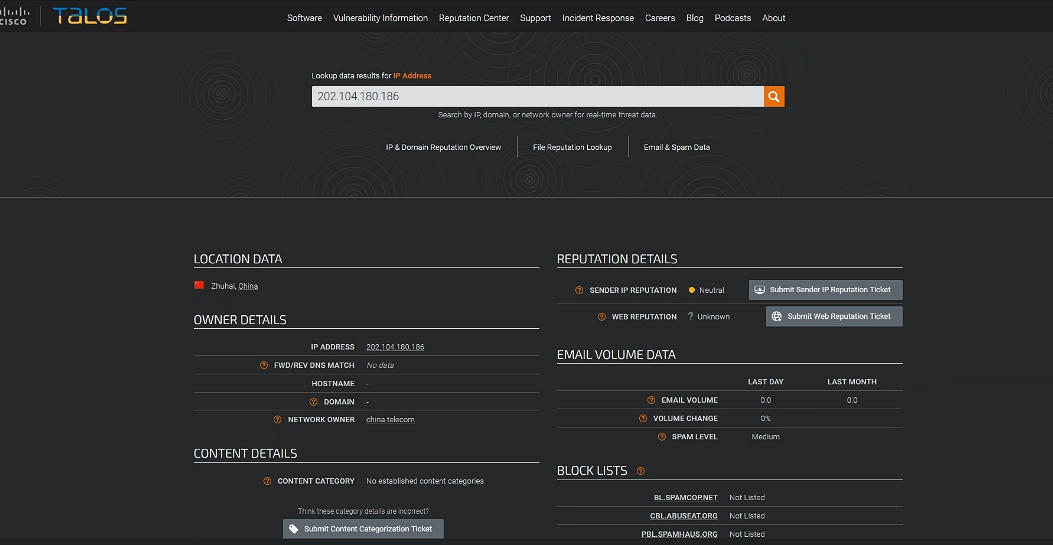 CISCO TALOS
Software Vulnerability Information Reputation Center Support Incident Response Careers Blog Podcasts About
Lookup data results for IP Address
202.104.180.186
Search by IP, domain, or network owner for real-time threat data.
IP & Domain Reputation Overview File Reputation Lookup Email & Spam Data
LOCATION DATA
Zhuhai, China
OWNER DETAILS
IP ADDRESS 202.104.180.186
? FWD/REV DNS MATCH No data
HOSTNAME -
? DOMAIN -
? NETWORK OWNER china telecom
CONTENT DETAILS
? CONTENT CATEGORY No established content categories
Think these category details are incorrect?
Submit Content Categorization Ticket
REPUTATION DETAILS
? SENDER IP REPUTATION Neutral Submit Sender IP Reputation Ticket
? WEB REPUTATION ? Unknown Submit Web Reputation Ticket
EMAIL VOLUME DATA
LAST DAY LAST MONTH
? EMAIL VOLUME 0.0 0.0
? VOLUME CHANGE 0%
? SPAM LEVEL Medium
BLOCK LISTS ?
BL.SPAMCOP.NET Not Listed
CBL.ABUSEAT.ORG Not Listed
PBL.SPAMHAUS.ORG Not Listed